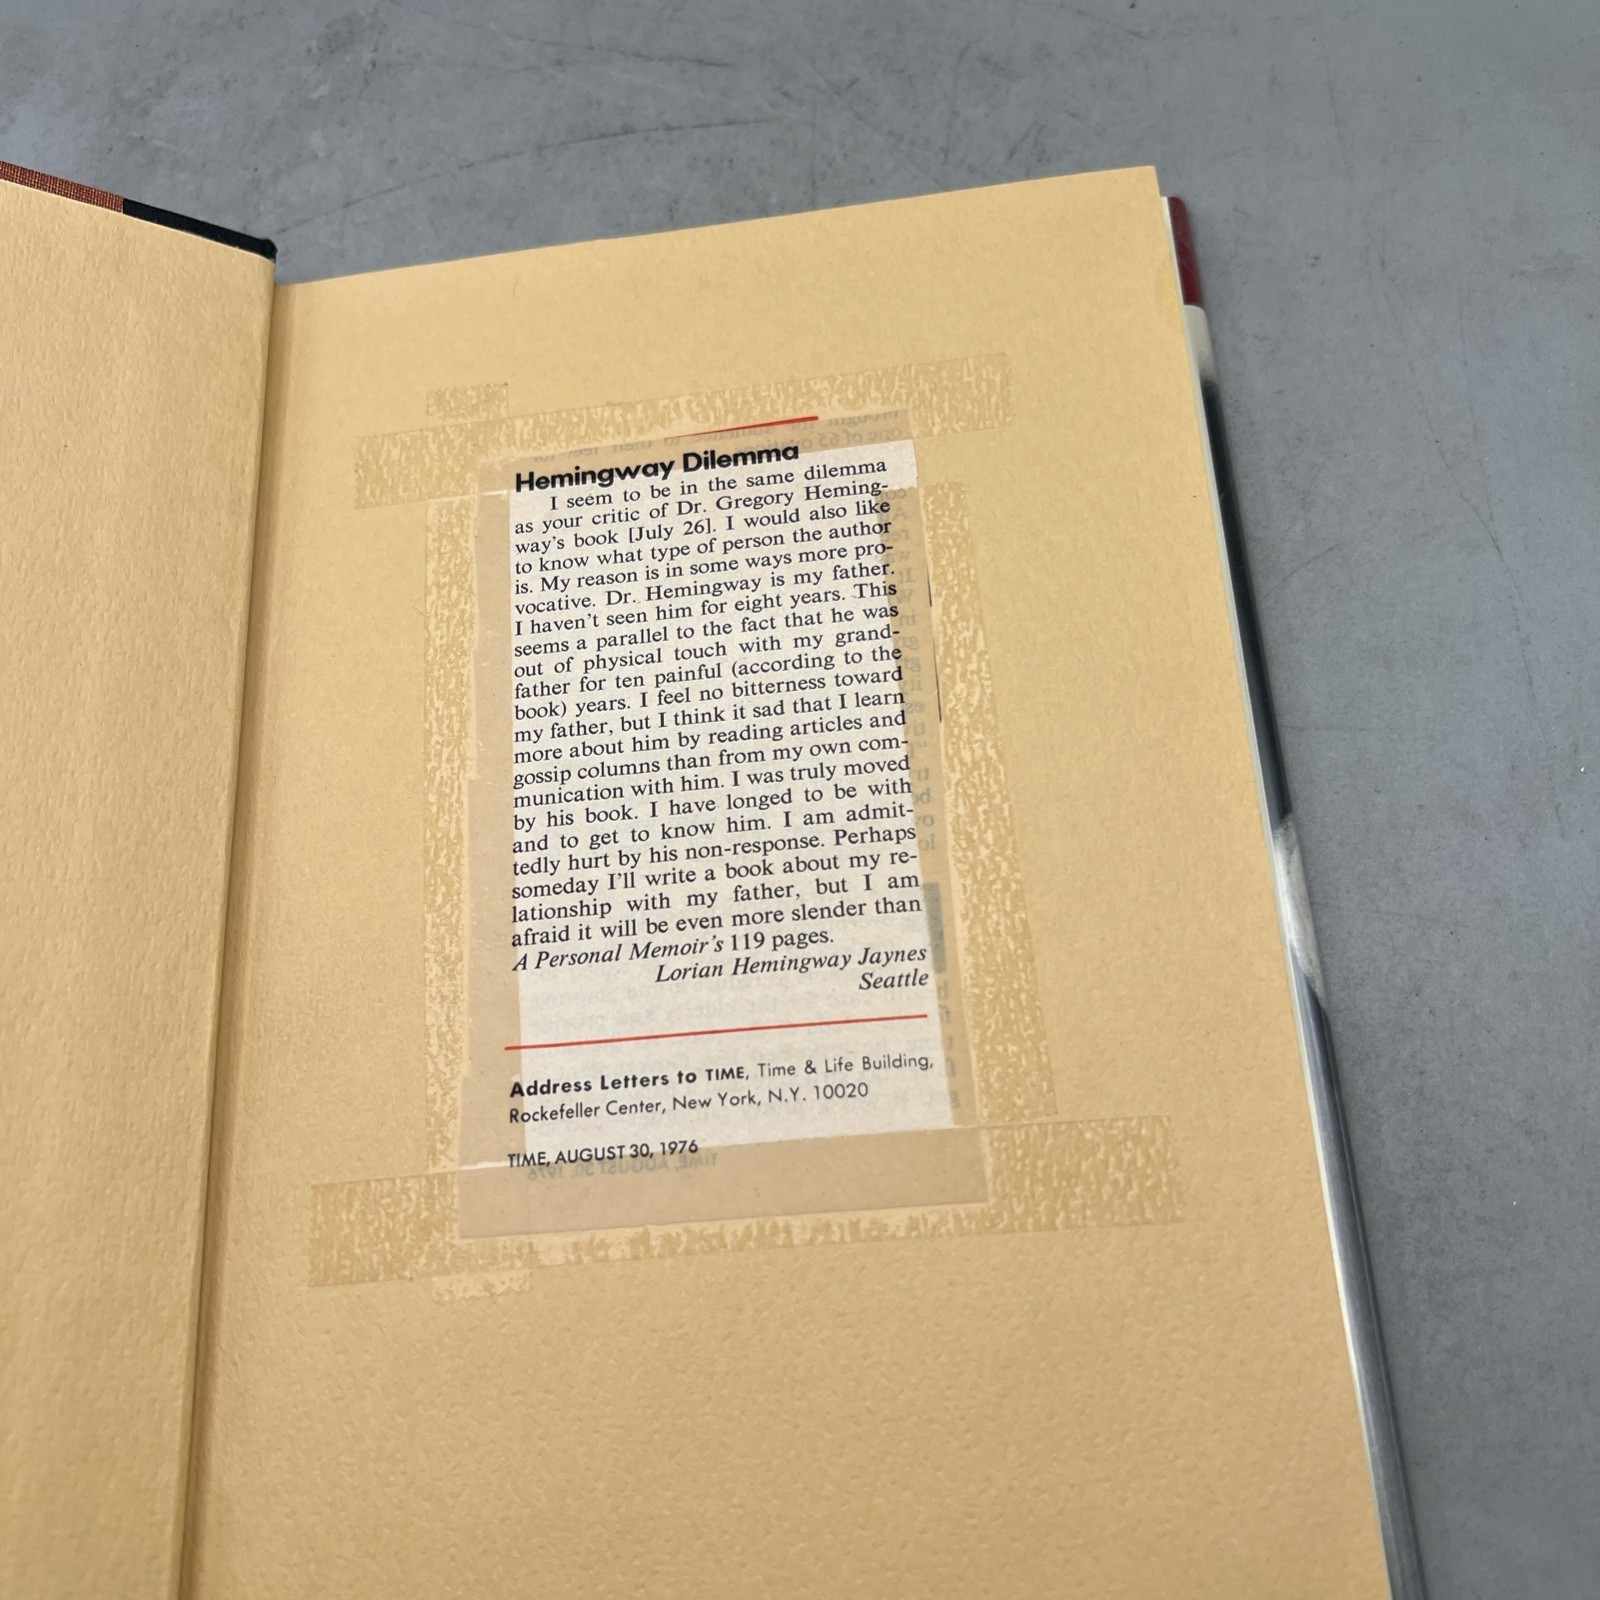 Hemingway Dilemma
I seem to be in the same dilemma
as your critic of Dr. Gregory Heming-
way's book [July 26]. I would also like
to know what type of person the author
is. My reason is in some ways more pro-
vocative. Dr. Hemingway is my father.
I haven't seen him for eight years. This
seems a parallel to the fact that he was
out of physical touch with my grand-
father for ten painful (according to the
book) years. I feel no bitterness toward
my father, but I think it sad that I learn
more about him by reading articles and
gossip columns than from my own com-
munication with him. I was truly moved
by his book. I have longed to be with
and to get to know him. I am admit-
tedly hurt by his non-response. Perhaps
someday I'll write a book about my re-
lationship with my father, but I am
afraid it will be even more slender than
A Personal Memoir's 119 pages.
Lorian Hemingway Jaynes
Seattle
Address Letters to TIME, Time & Life Building,
Rockefeller Center, New York, N.Y. 10020
TIME, AUGUST 30, 1976